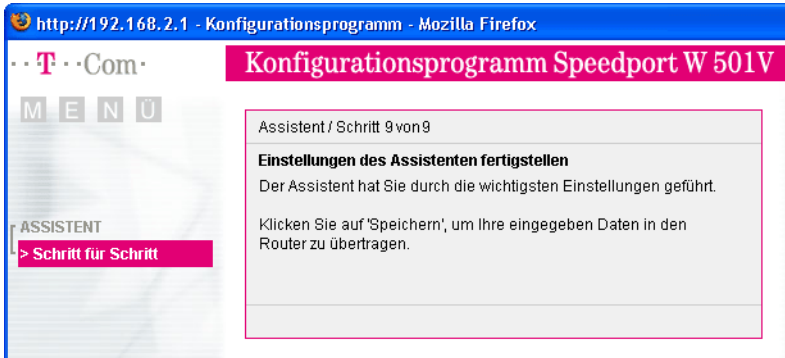 http://192.168.2.1 - Konfigurationsprogramm - Mozilla Firefox
··T··Com·
Konfigurationsprogramm Speedport W 501V
MENÜ
Assistent / Schritt 9 von 9
Einstellungen des Assistenten fertigstellen
Der Assistent hat Sie durch die wichtigsten Einstellungen geführt.
Klicken Sie auf 'Speichern', um Ihre eingegeben Daten in den
Router zu übertragen.
ASSISTENT
> Schritt für Schritt